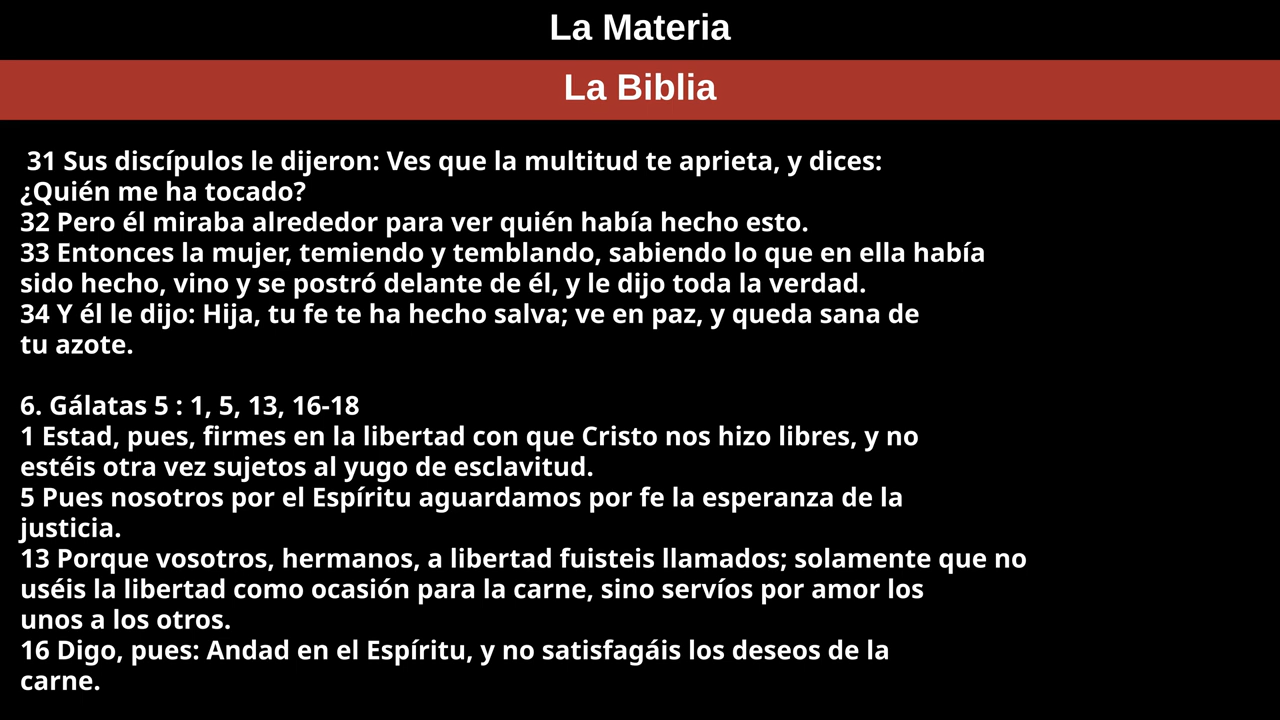 La Materia
La Biblia
31 Sus discípulos le dijeron: Ves que la multitud te aprieta, y dices:
¿Quién me ha tocado?
32 Pero él miraba alrededor para ver quién había hecho esto.
33 Entonces la mujer, temiendo y temblando, sabiendo lo que en ella había
sido hecho, vino y se postró delante de él, y le dijo toda la verdad.
34 Y él le dijo: Hija, tu fe te ha hecho salva; ve en paz, y queda sana de
tu azote.
6. Gálatas 5 : 1, 5, 13, 16-18
1 Estad, pues, firmes en la libertad con que Cristo nos hizo libres, y no
estéis otra vez sujetos al yugo de esclavitud.
5 Pues nosotros por el Espíritu aguardamos por fe la esperanza de la
justicia.
13 Porque vosotros, hermanos, a libertad fuisteis llamados; solamente que no
uséis la libertad como ocasión para la carne, sino servíos por amor los
unos a los otros.
16 Digo, pues: Andad en el Espíritu, y no satisfagáis los deseos de la
carne.